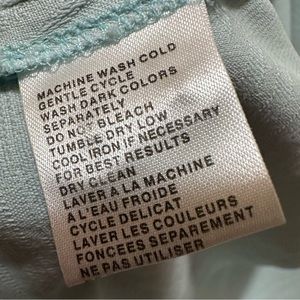 MACHINE WASH COLD
GENTLE CYCLE
WASH DARK COLORS
SEPARATELY
DO NOT BLEACH
TUMBLE DRY LOW
COOL IRON IF NECESSARY
FOR BEST RESULTS
DRY CLEAN
LAVER A LA MACHINE
A L'EAU FROIDE
CYCLE DELICAT
LAVER LES COULEURS
FONCEES SEPAREMENT
NE PAS UTILISER